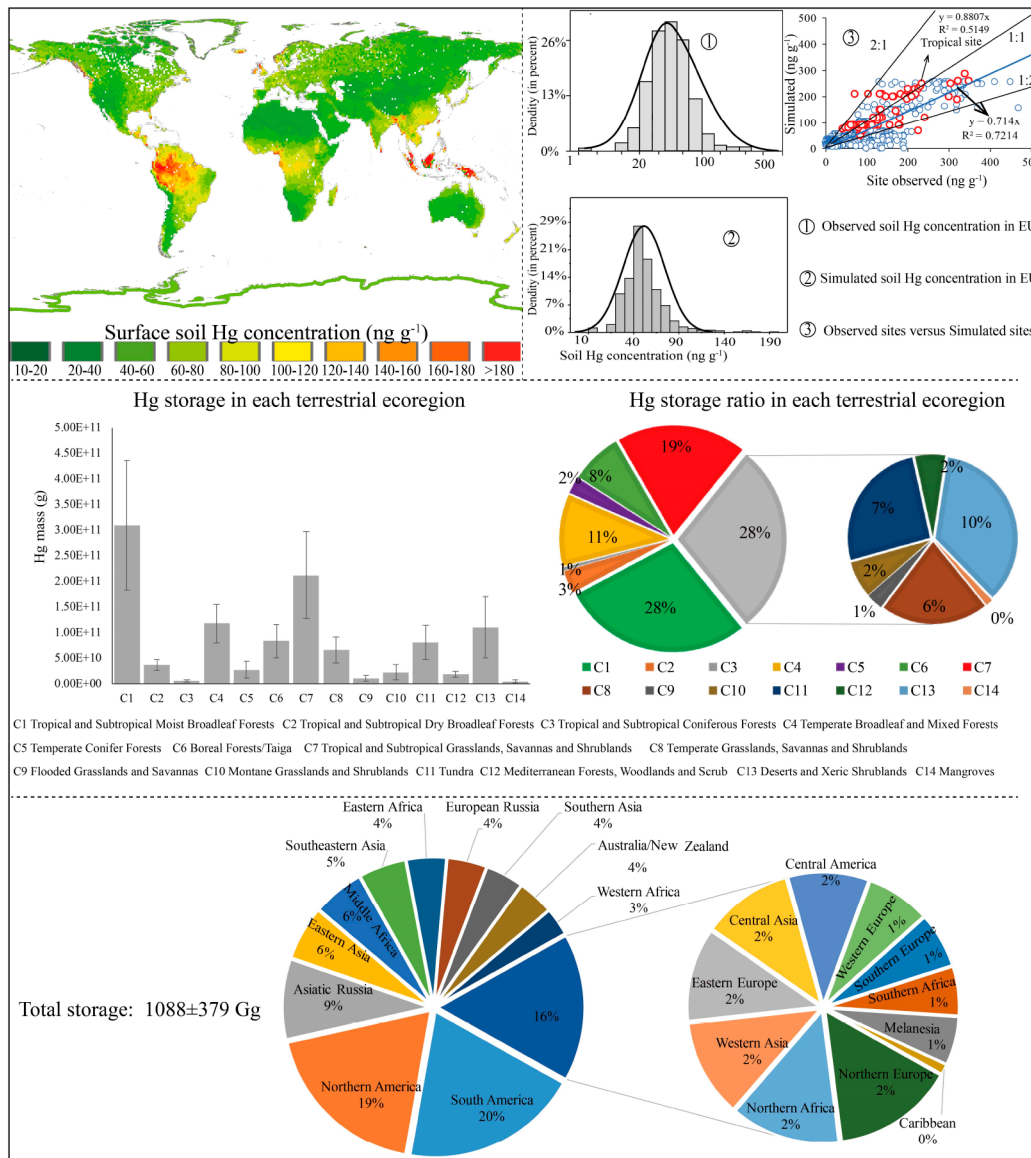 Surface soil Hg concentration (ng g⁻¹)
10-20 20-40 40-60 60-80 80-100 100-120 120-140 140-160 160-180 >180
Dendity (in percent)
26%
13%
0%
1 20 100 500
①
Dendity (in percent)
29%
21%
14%
7%
0%
10 40 90 140 190
②
Soil Hg concentration (ng g⁻¹)
Simulated (ng g⁻¹)
500
400
300
200
100
0
0 100 200 300 400 500
Site observed (ng g⁻¹)
③
2:1
y = 0.8807x
R² = 0.5149
Tropical site
1:1
1:2
y = 0.714x
R² = 0.7214
① Observed soil Hg concentration in EU
② Simulated soil Hg concentration in EU
③ Observed sites versus Simulated sites
Hg storage in each terrestrial ecoregion
Hg mass (g)
5.00E+11
4.50E+11
4.00E+11
3.50E+11
3.00E+11
2.50E+11
2.00E+11
1.50E+11
1.00E+11
5.00E+10
0.00E+00
C1 C2 C3 C4 C5 C6 C7 C8 C9 C10 C11 C12 C13 C14
Hg storage ratio in each terrestrial ecoregion
19%
8%
2%
11%
1%
3%
28%
28%
2%
7%
10%
2%
1%
6%
0%
C1 C2 C3 C4 C5 C6 C7
C8 C9 C10 C11 C12 C13 C14
C1 Tropical and Subtropical Moist Broadleaf Forests C2 Tropical and Subtropical Dry Broadleaf Forests C3 Tropical and Subtropical Coniferous Forests C4 Temperate Broadleaf and Mixed Forests
C5 Temperate Conifer Forests C6 Boreal Forests/Taiga C7 Tropical and Subtropical Grasslands, Savannas and Shrublands C8 Temperate Grasslands, Savannas and Shrublands
C9 Flooded Grasslands and Savannas C10 Montane Grasslands and Shrublands C11 Tundra C12 Mediterranean Forests, Woodlands and Scrub C13 Deserts and Xeric Shrublands C14 Mangroves
Total storage: 1088±379 Gg
Eastern Africa
4%
European Russia
4%
Southern Asia
4%
Southeastern Asia
5%
Australia/New Zealand
4%
Western Africa
3%
Middle Africa
6%
Eastern Asia
6%
Asiatic Russia
9%
16%
Northern America
19%
South America
20%
Central America
2%
Western Europe
1%
Central Asia
2%
Southern Europe
1%
Eastern Europe
2%
Southern Africa
1%
Melanesia
1%
Western Asia
2%
Northern Europe
2%
Northern Africa
2%
Caribbean
0%